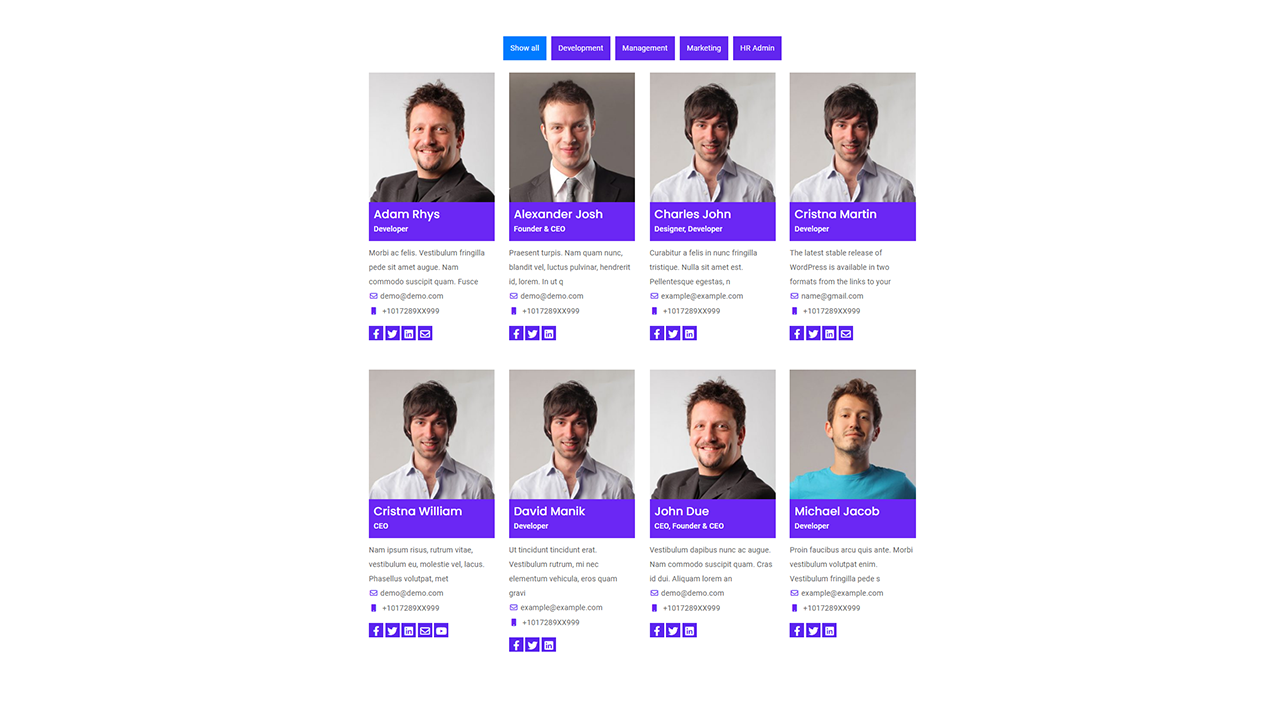 Show all Development Management Marketing HR Admin
Adam Rhys
Developer
Morbi ac felis. Vestibulum fringilla
pede sit amet augue. Nam
commodo suscipit quam. Fusce
demo@demo.com
+1017289XX999
Alexander Josh
Founder & CEO
Praesent turpis. Nam quam nunc,
blandit vel, luctus pulvinar, hendrerit
id, lorem. In ut q
demo@demo.com
+1017289XX999
Charles John
Designer, Developer
Curabitur a felis in nunc fringilla
tristique. Nulla sit amet est.
Pellentesque egestas, n
example@example.com
+1017289XX999
Cristna Martin
Developer
The latest stable release of
WordPress is available in two
formats from the links to your
name@gmail.com
+1017289XX999
Cristna William
CEO
Nam ipsum risus, rutrum vitae,
vestibulum eu, molestie vel, lacus.
Phasellus volutpat, met
demo@demo.com
+1017289XX999
David Manik
Developer
Ut tincidunt tincidunt erat.
Vestibulum rutrum, mi nec
elementum vehicula, eros quam
gravi
example@example.com
+1017289XX999
John Due
CEO, Founder & CEO
Vestibulum dapibus nunc ac augue.
Nam commodo suscipit quam. Cras
id dui. Aliquam lorem an
demo@demo.com
+1017289XX999
Michael Jacob
Developer
Proin faucibus arcu quis ante. Morbi
vestibulum volutpat enim.
Vestibulum fringilla pede s
example@example.com
+1017289XX999